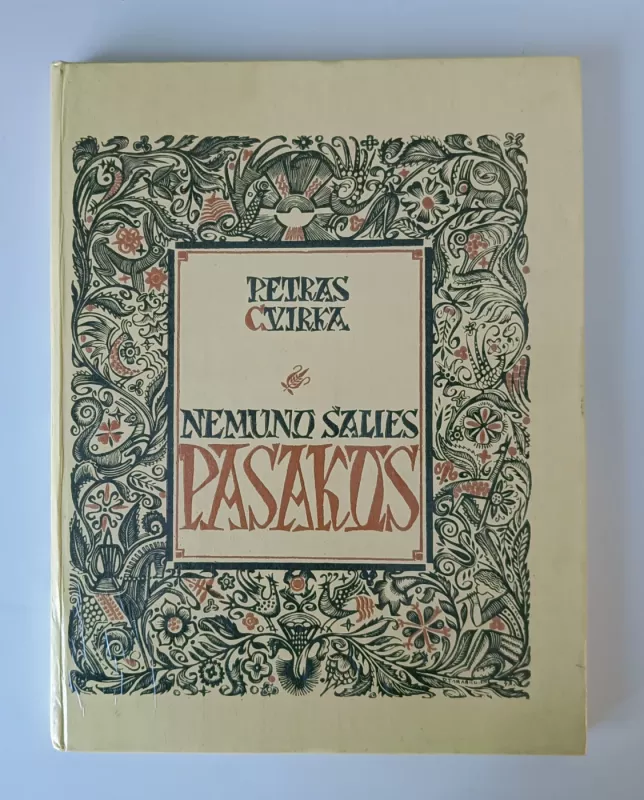 PETRAS
CVIRKA
NEMUNO ŠALIES
PASAKOS